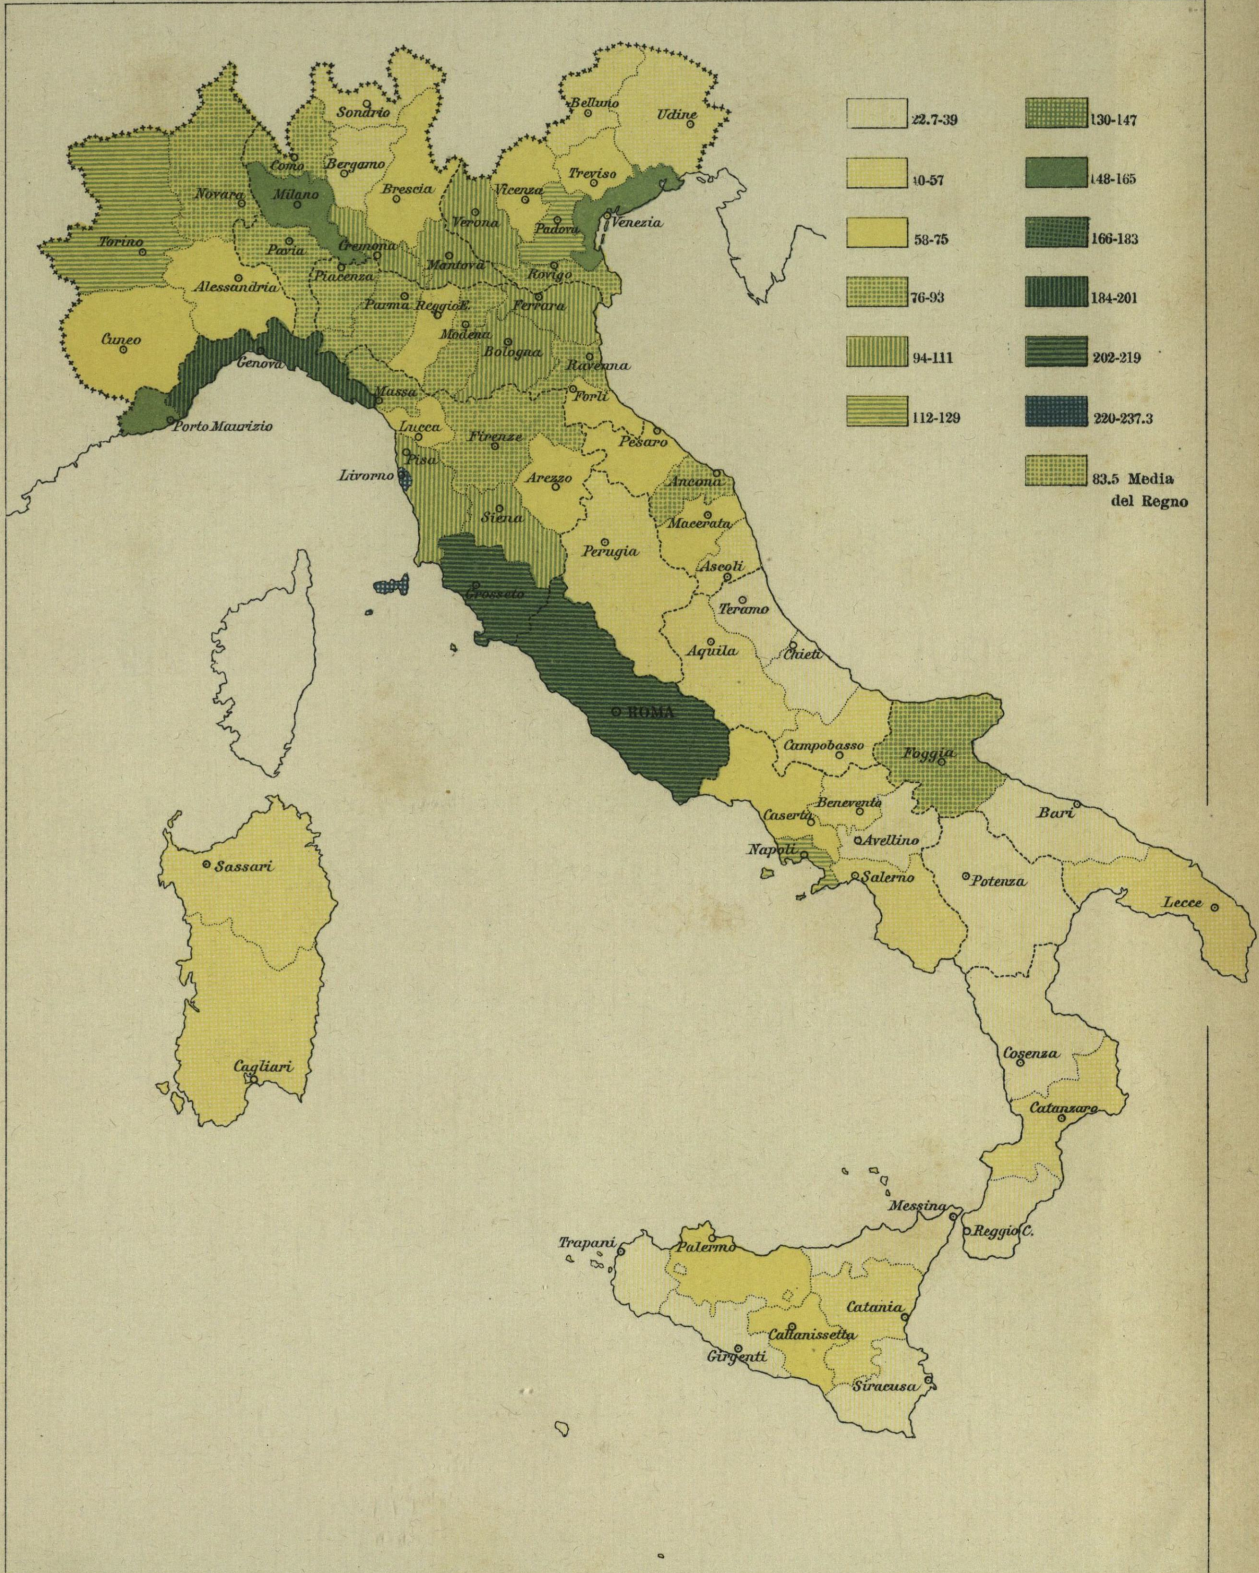 Sondrio
Belluno
Udine
Como
Bergamo
Treviso
Novara
Milano
Brescia
Vicenza
Verona
Padova
Venezia
Torino
Pavia
Cremona
Mantova
Rovigo
Piacenza
Alessandria
Parma
Reggio E.
Ferrara
Modena
Bologna
Cuneo
Genova
Ravenna
Massa
Forlì
Porto Maurizio
Lucca
Firenze
Pesaro
Pisa
Livorno
Arezzo
Ancona
Siena
Macerata
Perugia
Ascoli
Grosseto
Teramo
Aquila
Chieti
ROMA
Campobasso
Foggia
Benevento
Caserta
Bari
Avellino
Napoli
Salerno
Potenza
Lecce
Sassari
Cagliari
Cosenza
Catanzaro
Messina
Reggio C.
Trapani
Palermo
Catania
Caltanissetta
Girgenti
Siracusa
22.7-39
40-57
58-75
76-93
94-111
112-129
130-147
148-165
166-183
184-201
202-219
220-237.3
83.5 Media
del Regno